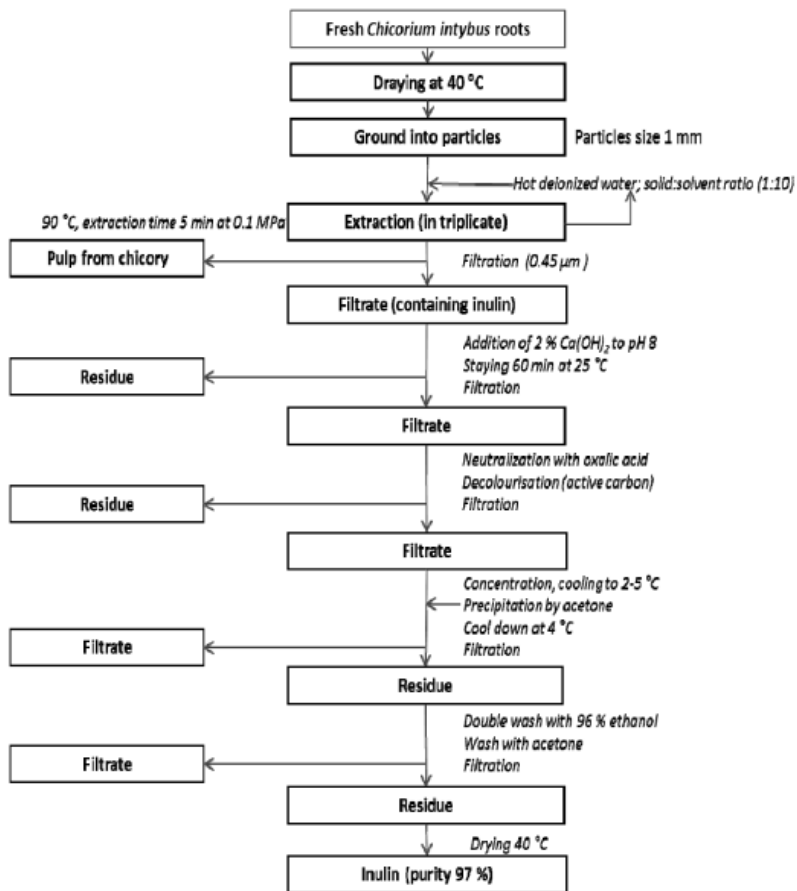 Fresh Chicorium intybus roots
Draying at 40 °C
Ground into particles
Particles size 1 mm
Hot deionized water; solid:solvent ratio (1:10)
90 °C, extraction time 5 min at 0.1 MPa
Extraction (in triplicate)
Pulp from chicory
Filtration (0.45 µm )
Filtrate (containing inulin)
Addition of 2 % Ca(OH)₂ to pH 8
Staying 60 min at 25 °C
Filtration
Residue
Filtrate
Neutralization with oxalic acid
Decolourisation (active carbon)
Filtration
Residue
Filtrate
Concentration, cooling to 2-5 °C
Precipitation by acetone
Cool down at 4 °C
Filtration
Filtrate
Residue
Double wash with 96 % ethanol
Wash with acetone
Filtration
Filtrate
Residue
Drying 40 °C
Inulin (purity 97 %)